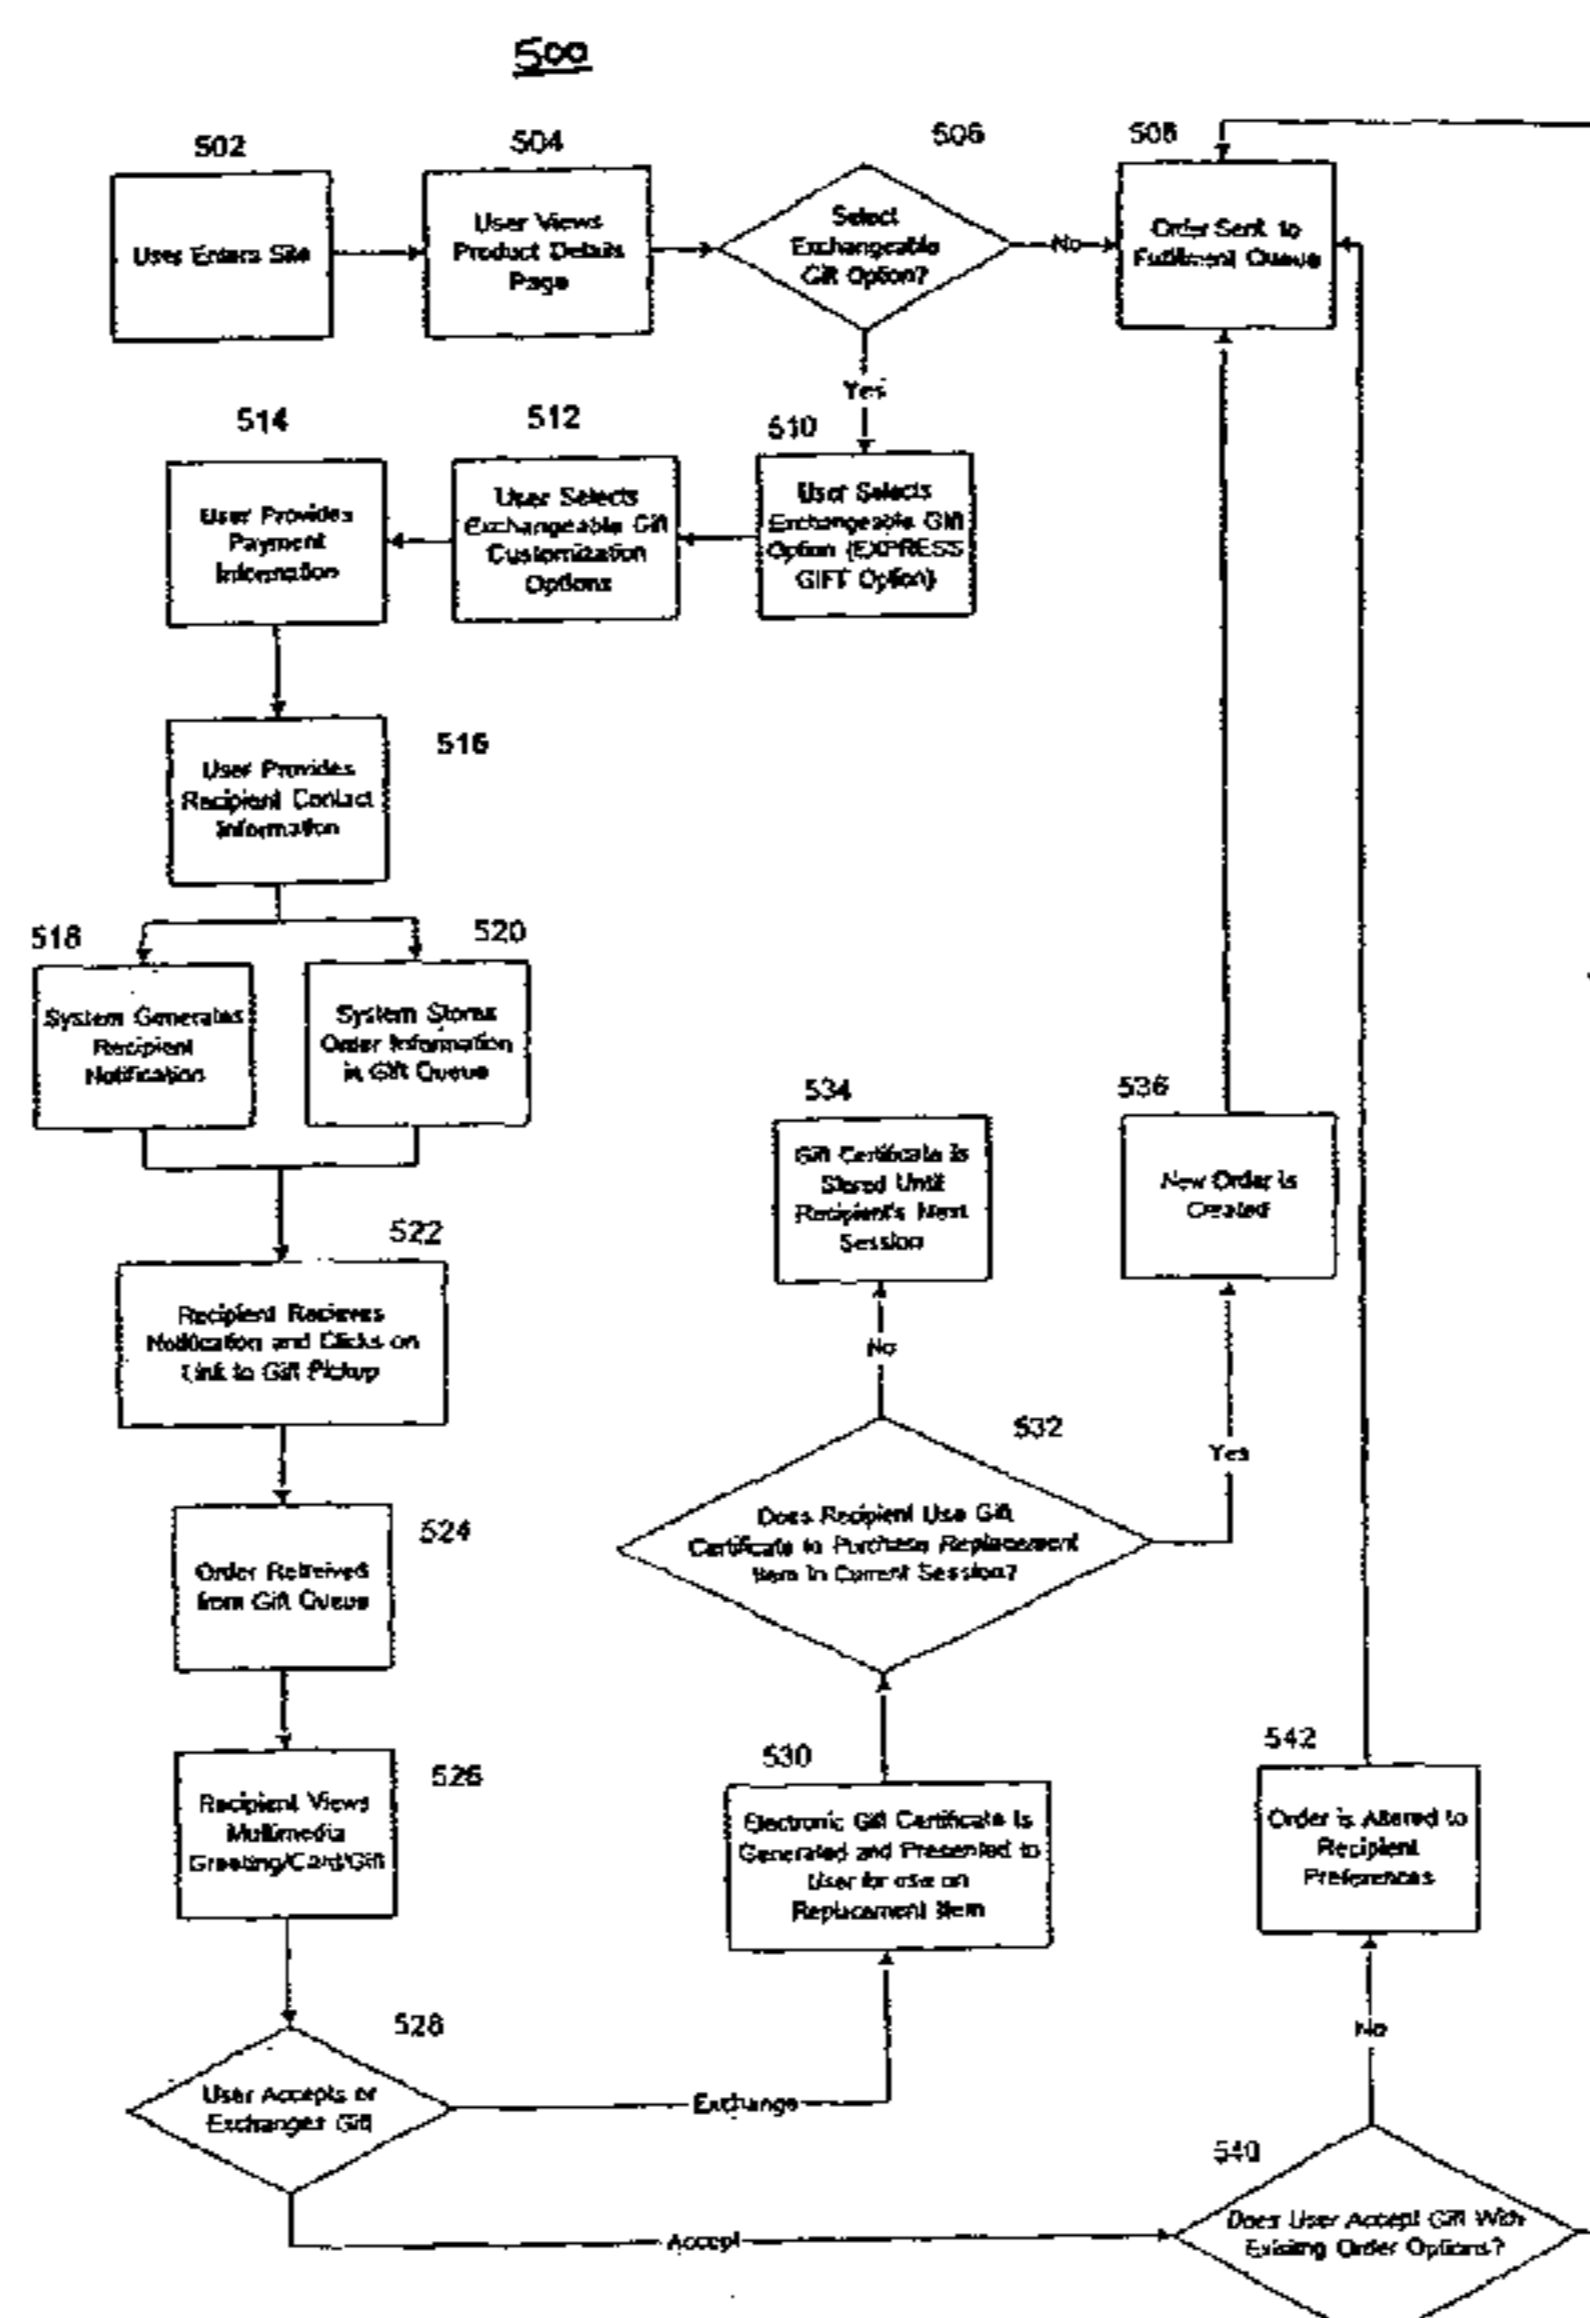 500
502
User Enters Site
504
User Views
Product Details
Page
506
Select
Exchangeable
Gift Option?
No
508
Order Sent to
Fulfillment Queue
Yes
510
User Selects
Exchangeable Gift
Option (EXPRESS
GIFT Option)
512
User Selects
Exchangeable Gift
Customization
Options
514
User Provides
Payment
Information
516
User Provides
Recipient Contact
Information
518
System Generates
Recipient
Notification
520
System Stores
Order Information
in Gift Queue
522
Recipient Recieves
Notification and Clicks on
Link to Gift Pickup
524
Order Retreived
from Gift Queue
526
Recipient Views
Multimedia
Greeting/Card/Gift
528
User Accepts or
Exchanges Gift
Exchange
Accept
530
Electronic Gift Certificate is
Generated and Presented to
User for use on
Replacement Item
532
Does Recipient Use Gift
Certificate to Purchase Replacement
Item in Current Session?
No
Yes
534
Gift Certificate is
Stored Until
Recipient's Next
Session
536
New Order is
Created
540
Does User Accept Gift With
Existing Order Options?
No
542
Order is Altered to
Recipient
Preferences